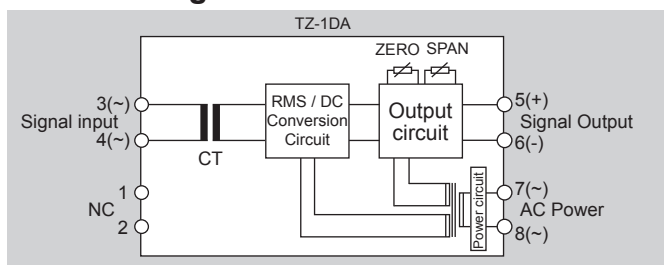 TZ-1DA
ZERO SPAN
3(~)
Signal input
4(~)
CT
RMS / DC
Conversion
Circuit
Output
circuit
5(+)
Signal Output
6(-)
1
NC
2
Power circuit
7(~)
AC Power
8(~)